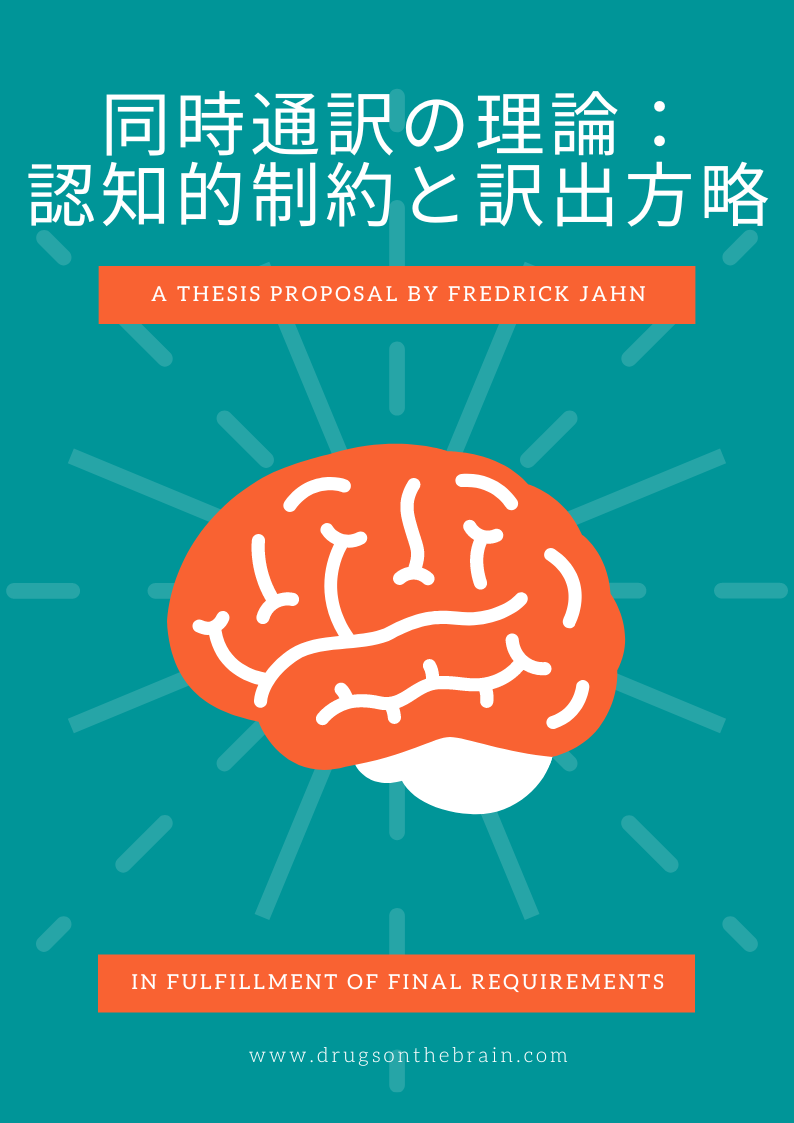 同時通訳の理論：
認知的制約と訳出方略
A THESIS PROPOSAL BY FREDRICK JAHN
IN FULFILLMENT OF FINAL REQUIREMENTS
www.drugsonthebrain.com